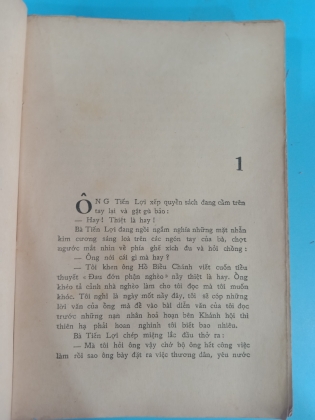 1
ÔNG Tiến Lợi xếp quyển sách đang cầm trên
tay lại và gật gù bảo:
— Hay! Thiệt là hay!
Bà Tiến Lợi đang ngồi ngắm nghía những mặt nhẫn
kim cương sáng loà trên các ngón tay của bà, chợt
ngước mắt nhìn về phía ghế xích đu và hỏi chồng:
— Ông nói cái gì mà hay?
— Tôi khen ông Hồ Biểu Chánh viết cuốn tiểu
thuyết «Đau đớn phận nghèo» này thiệt là hay. Ông
khéo tả cảnh nhà nghèo làm cho tôi đọc mà tôi muốn
khóc. Tôi nghĩ là ngày một nầy đây, tôi sẽ cóp những
lời văn của ông mà để vào bài diễn văn của tôi đọc
trước những nạn nhân hoả hoạn bên Khánh hội thì
thiên hạ phải hoan nghinh tôi biết bao nhiêu.
Bà Tiến Lợi chép miệng lắc đầu thở ra:
— Mà tôi hỏi ông vậy chớ bộ ông hết công việc
làm rồi sao ông bày đặt ra việc thương dân, yêu nước